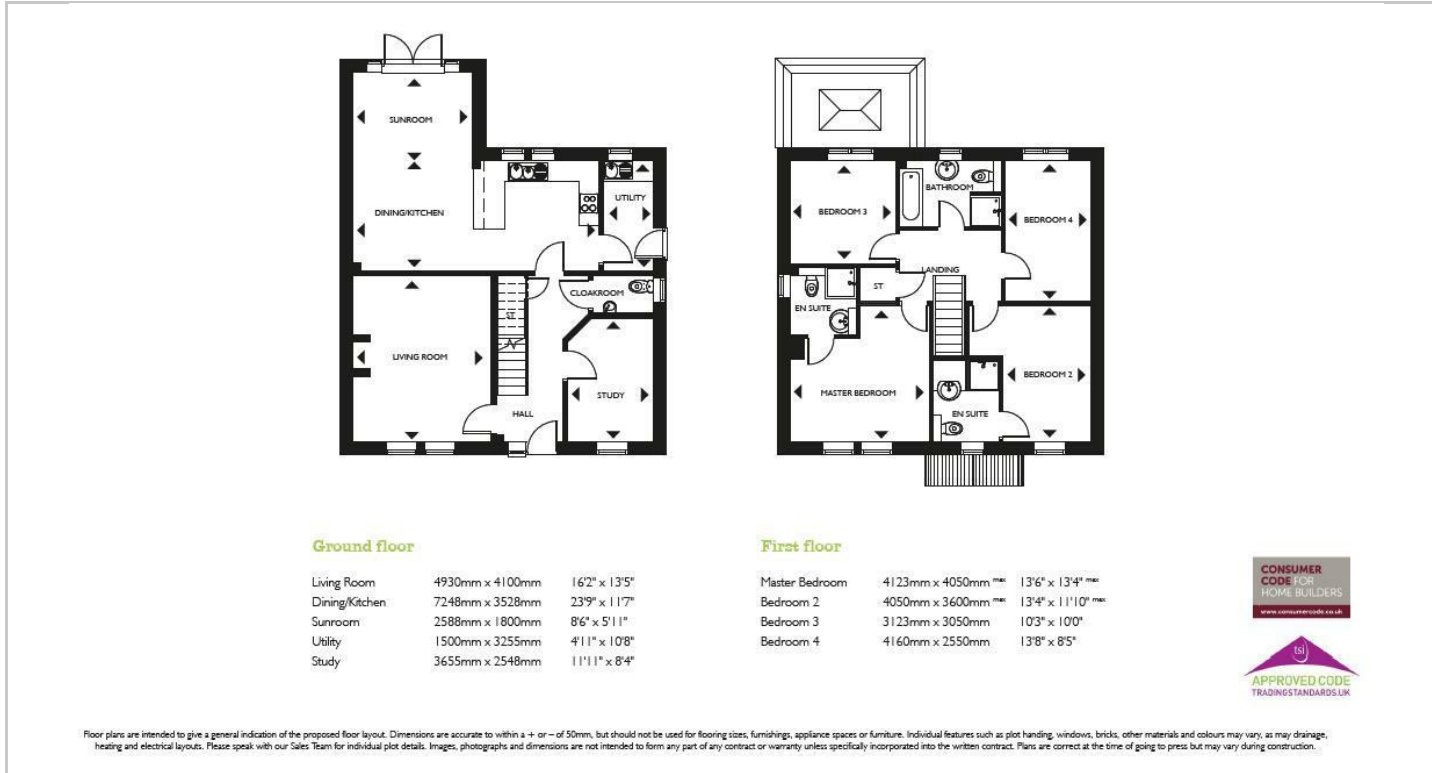 SUNROOM
DINING/KITCHEN
UTILITY
CLOAKROOM
ST
LIVING ROOM
STUDY
HALL
BATHROOM
BEDROOM 3
BEDROOM 4
LANDING
ST
EN SUITE
BEDROOM 2
MASTER BEDROOM
EN SUITE
Ground floor
Living Room 4930mm x 4100mm 16'2" x 13'5"
Dining/Kitchen 7248mm x 3528mm 23'9" x 11'7"
Sunroom 2588mm x 1800mm 8'6" x 5'11"
Utility 1500mm x 3255mm 4'11" x 10'8"
Study 3655mm x 2548mm 11'11" x 8'4"
First floor
Master Bedroom 4123mm x 4050mm max 13'6" x 13'4" max
Bedroom 2 4050mm x 3600mm max 13'4" x 11'10" max
Bedroom 3 3123mm x 3050mm 10'3" x 10'0"
Bedroom 4 4160mm x 2550mm 13'8" x 8'5"
CONSUMER
CODE FOR
HOME BUILDERS
www.consumercode.co.uk
tsi
APPROVED CODE
TRADINGSTANDARDS.UK
Floor plans are intended to give a general indication of the proposed floor layout. Dimensions are accurate to within a + or – of 50mm, but should not be used for flooring sizes, furnishings, appliance spaces or furniture. Individual features such as plot handing, windows, bricks, other materials and colours may vary, as may drainage,
heating and electrical layouts. Please speak with our Sales Team for individual plot details. Images, photographs and dimensions are not intended to form any part of any contract or warranty unless specifically incorporated into the written contract. Plans are correct at the time of going to press but may vary during construction.